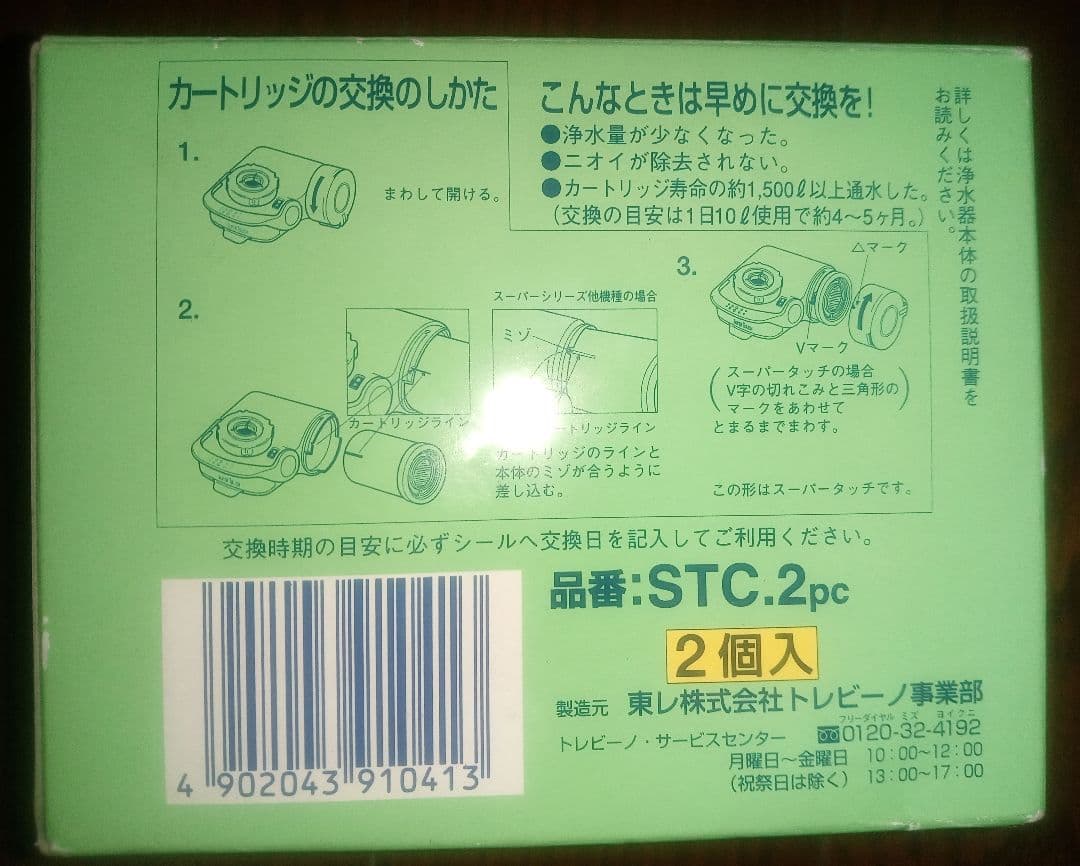 カートリッジの交換のしかた
1.
まわして開ける。
こんなときは早めに交換を!
●浄水量が少なくなった。
●ニオイが除去されない。
●カートリッジ寿命の約1,500ℓ以上通水した。
(交換の目安は1日10ℓ使用で約4~5ヶ月。)
詳しくは浄水器本体の取扱説明書を
お読みください。
2.
カートリッジライン
スーパーシリーズ他機種の場合
ミゾ
ートリッジライン
カートリッジのラインと
本体のミゾが合うように
差し込む。
3.
△マーク
Vマーク
(スーパータッチの場合
V字の切れこみと三角形の
マークをあわせて
とまるまでまわす。)
この形はスーパータッチです。
交換時期の目安に必ずシールへ交換日を記入してご利用ください。
品番:STC.2pc
2個入
製造元 東レ株式会社トレビーノ事業部
フリーダイヤル ミズ ヨイクニ
トレビーノ・サービスセンター 0120-32-4192
月曜日~金曜日 10:00~12:00
(祝祭日は除く) 13:00~17:00
4 902043 910413